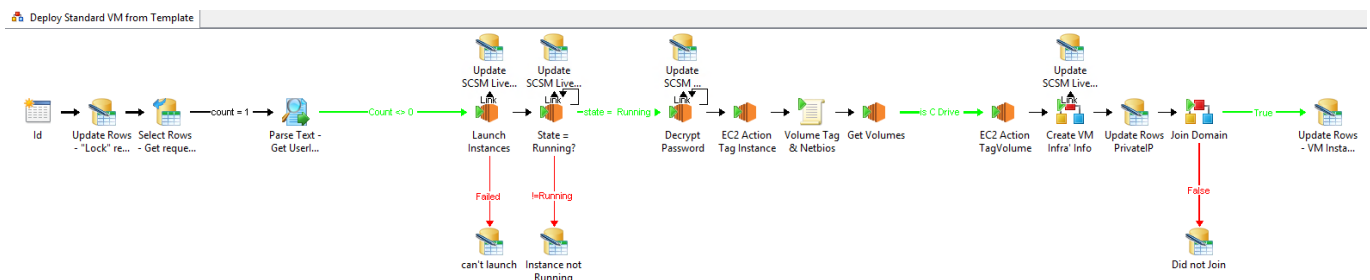 Deploy Standard VM from Template
Update
SCSM Live...
Update
SCSM Live...
Update
SCSM ...
Update
SCSM Live...
Link
Link
Link
Link
Id
Update Rows
- "Lock" re...
Select Rows
- Get reque...
count = 1
Parse Text -
Get UserI...
Count <> 0
Launch
Instances
State =
Running?
state = Running
Decrypt
Password
EC2 Action
Tag Instance
Volume Tag
& Netbios
Get Volumes
Is C Drive
EC2 Action
TagVolume
Create VM
Infra' Info
Update Rows
PrivateIP
Join Domain
True
Update Rows
- VM Insta...
Failed
!=Running
False
can't launch
Instance not
Running
Did not Join